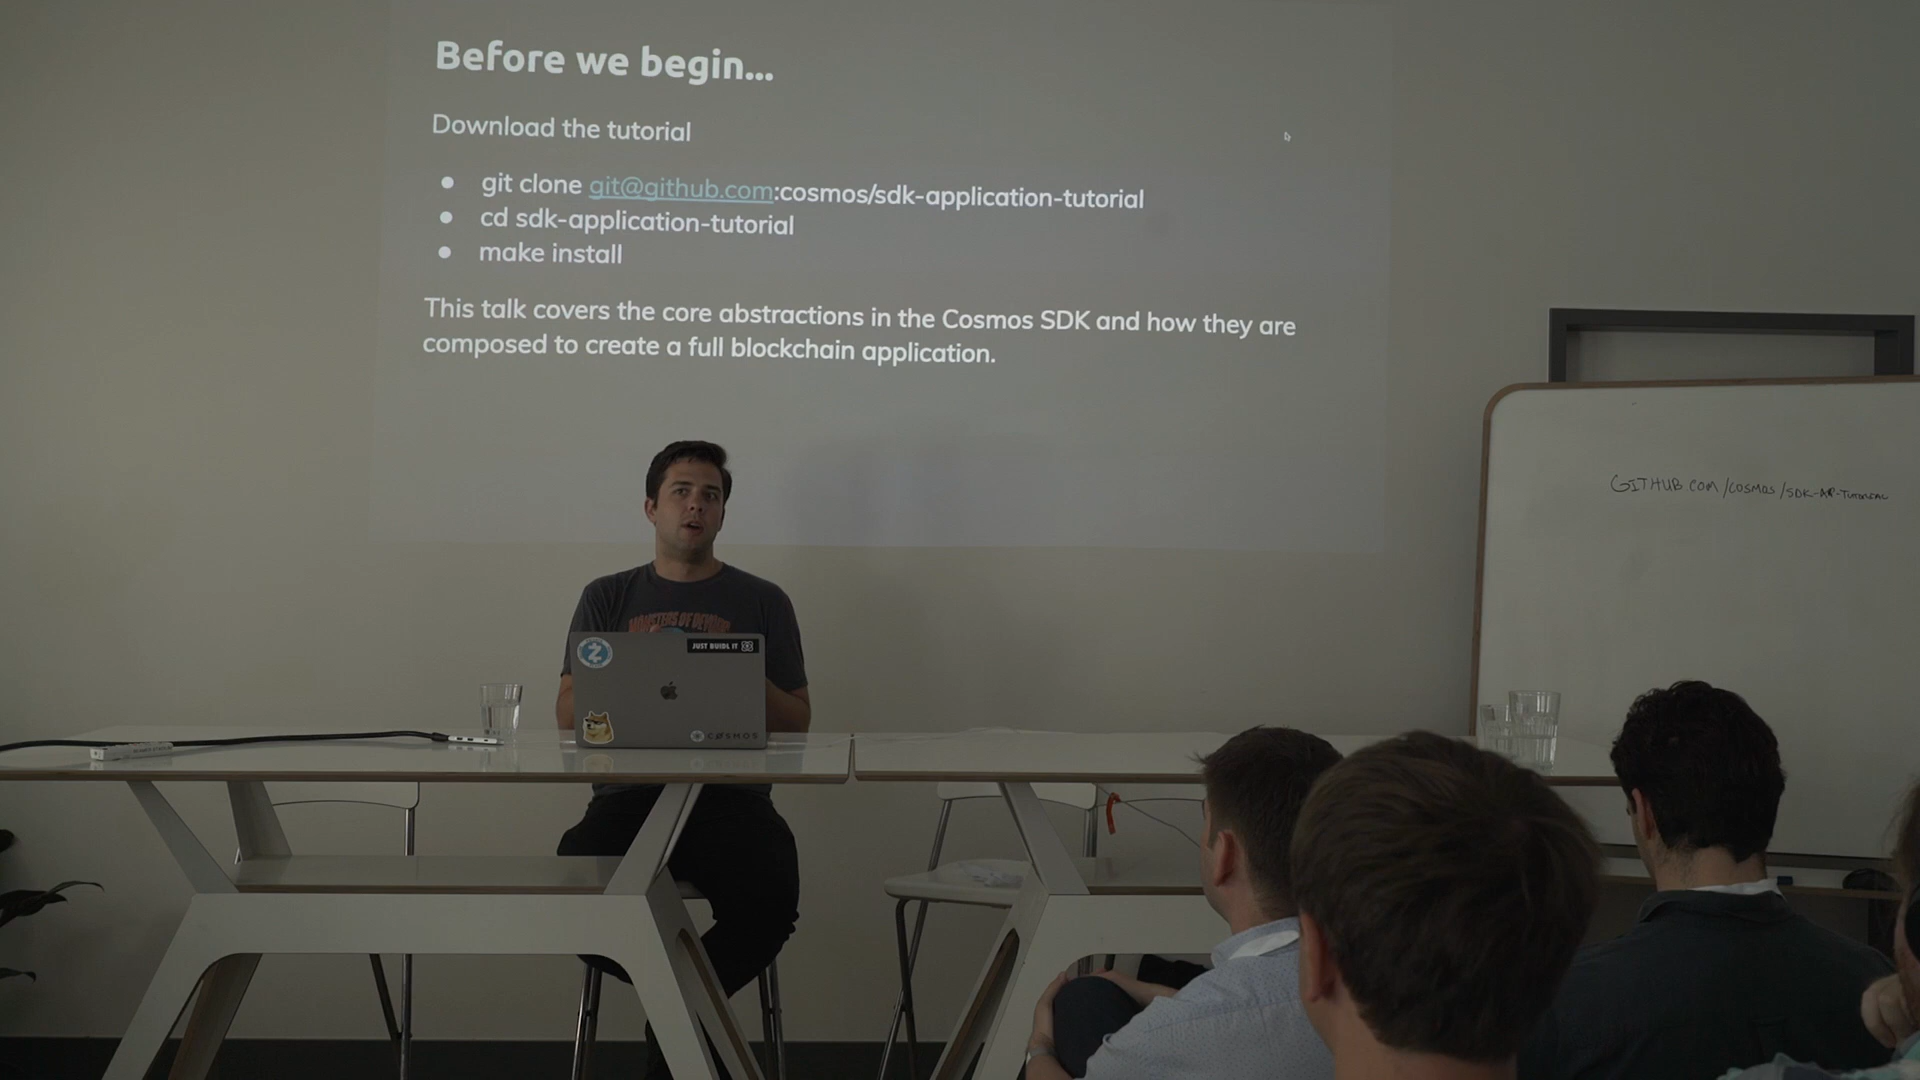 Before we begin...
Download the tutorial
● git clone git@github.com:cosmos/sdk-application-tutorial
● cd sdk-application-tutorial
● make install
This talk covers the core abstractions in the Cosmos SDK and how they are
composed to create a full blockchain application.
GITHUB.COM/COSMOS/SDK-AP-TUTORIAL
MONSTERS OF
JUST BUIDL IT
COSMOS